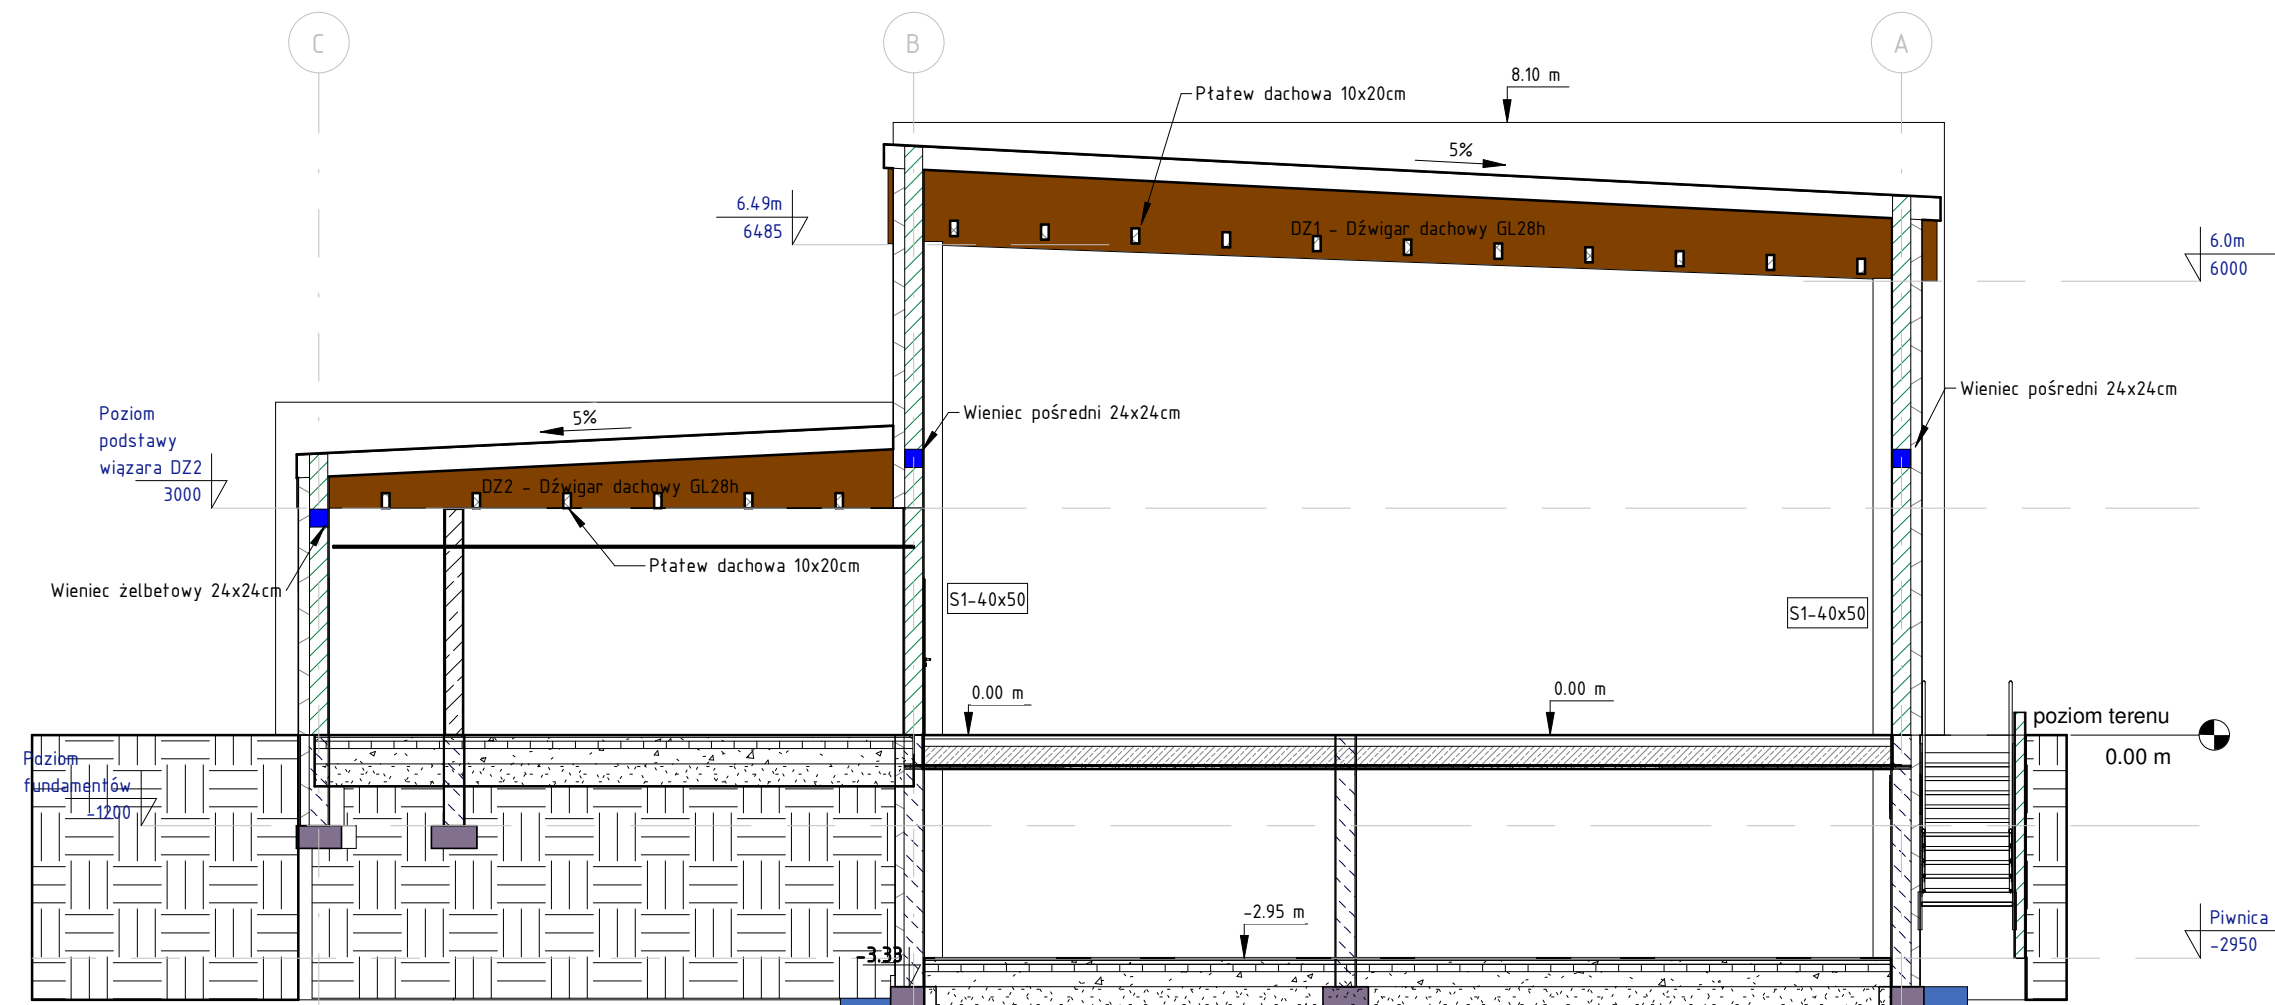 C
B
A
8.10 m
Płatew dachowa 10x20cm
5%
6.49m
6485
DZ1 - Dźwigar dachowy GL28h
6.0m
6000
Wieniec pośredni 24x24cm
Wieniec pośredni 24x24cm
Poziom
podstawy
wiązara DZ2
3000
5%
DZ2 - Dźwigar dachowy GL28h
Płatew dachowa 10x20cm
Wieniec żelbetowy 24x24cm
S1-40x50
S1-40x50
0.00 m
0.00 m
poziom terenu
0.00 m
Poziom
fundamentów
-1200
-2.95 m
Piwnica
-2950
-3.33